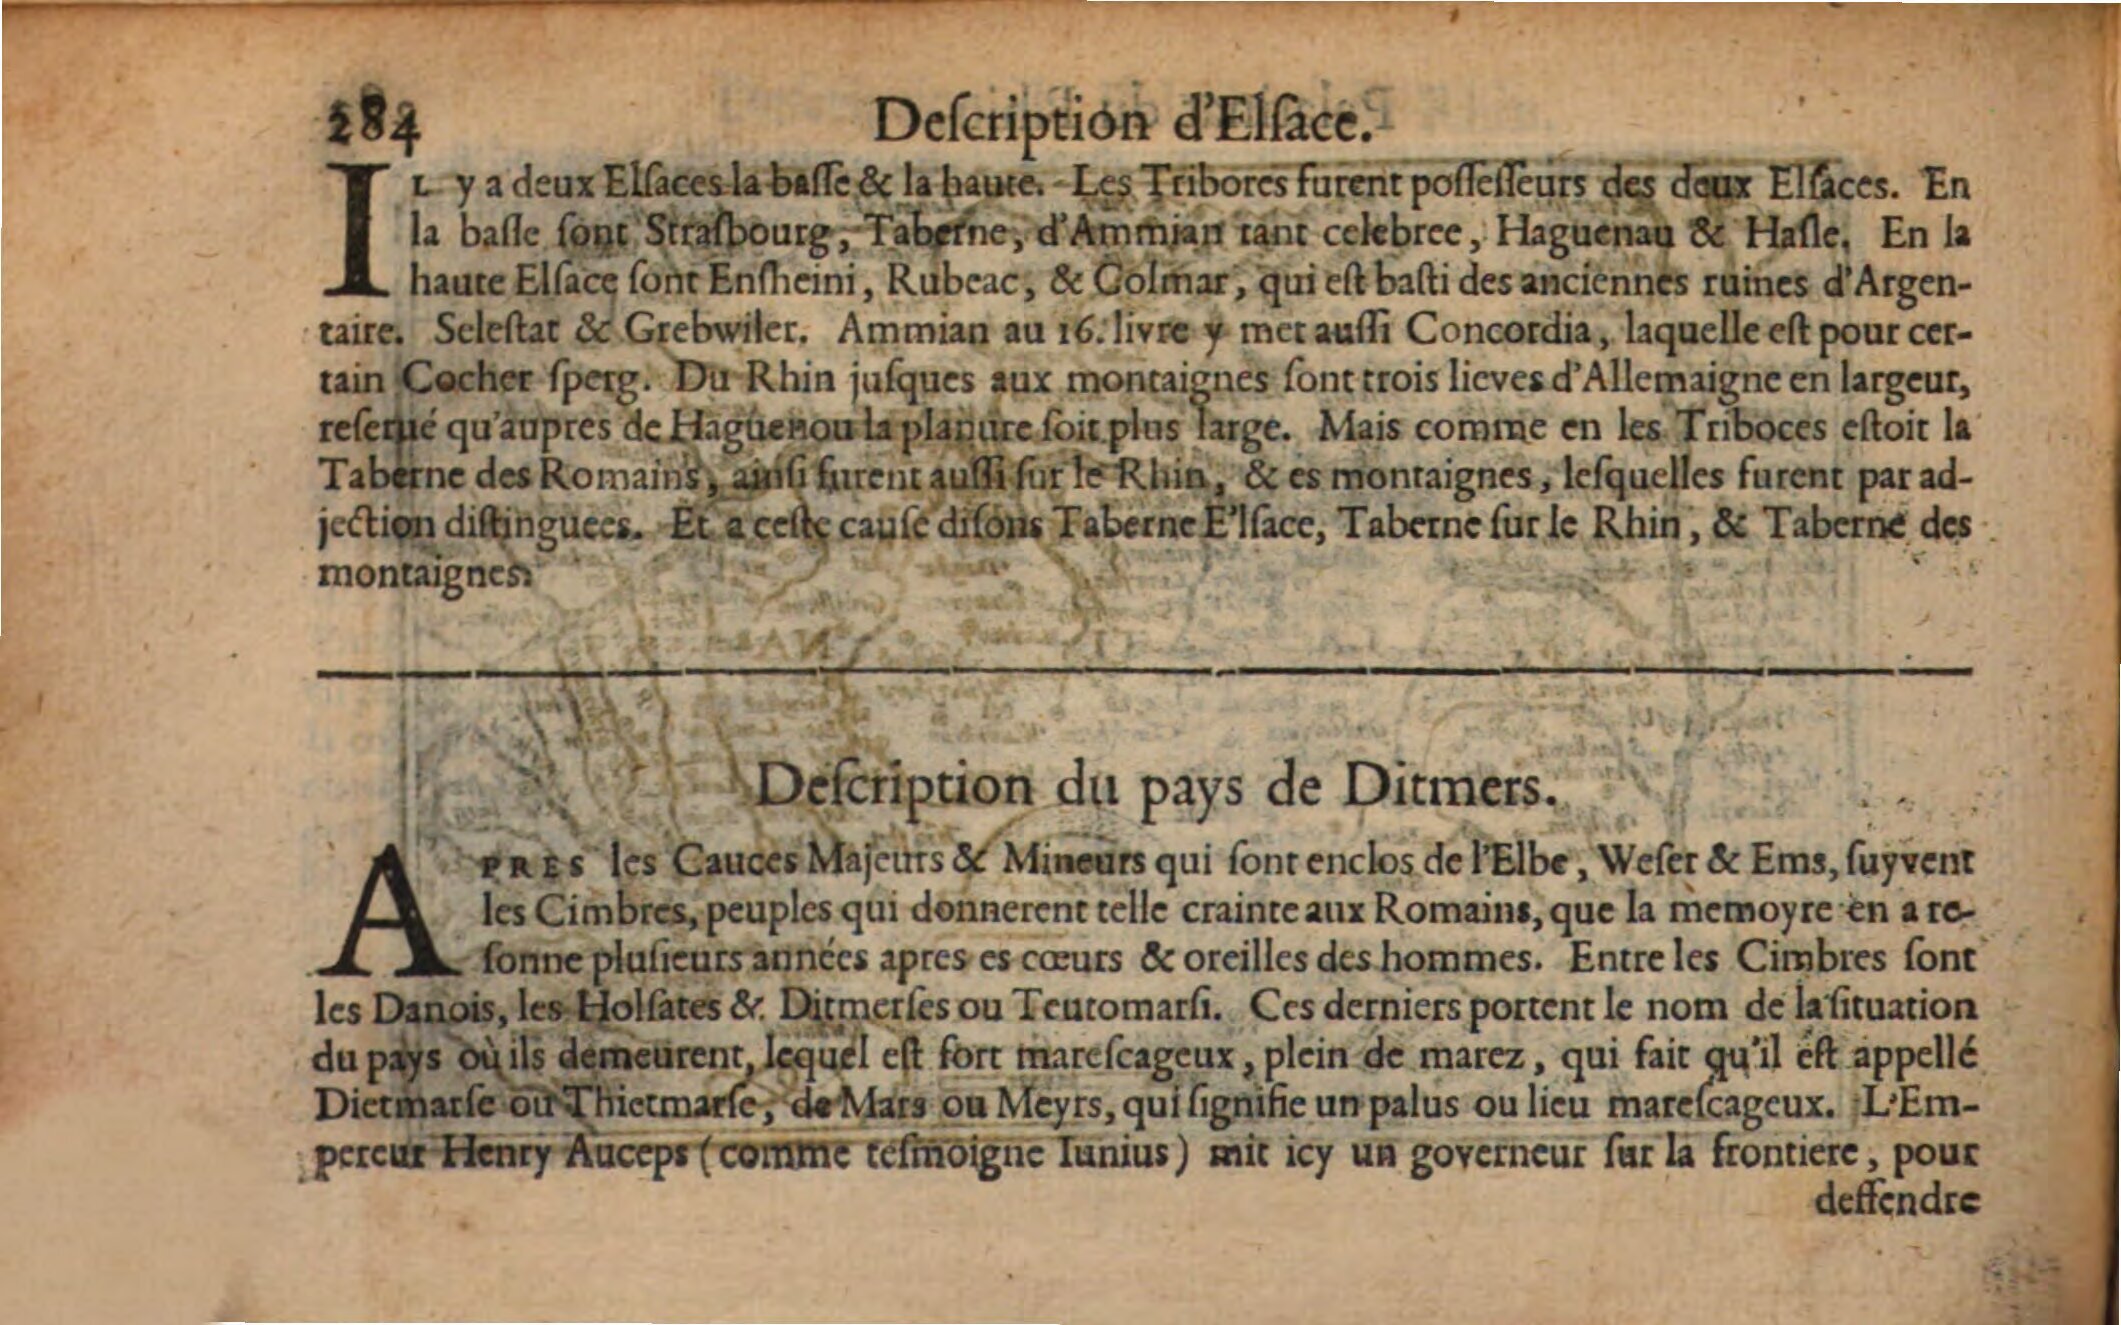 284 Deſcription d'Elſace.
IL y a deux Elſaces la baſſe & la haute. Les Tribores furent poſſeſſeurs des deux Elſaces. En
la baſſe ſont Straſbourg, Taberne, d'Ammian tant celebree, Haguenau & Haſle. En la
haute Elſace ſont Enſheini, Rubeac, & Colmar, qui eſt baſti des anciennes ruines d'Argen-
taire. Seleſtat & Grebwiler. Ammian au 16. livre y met auſſi Concordia, laquelle eſt pour cer-
tain Cocher ſperg. Du Rhin juſques aux montaignes ſont trois lieves d'Allemaigne en largeur,
reſerué qu'aupres de Haguenou la planure ſoit plus large. Mais comme en les Triboces eſtoit la
Taberne des Romains, ainſi furent auſſi ſur le Rhin, & es montaignes, leſquelles furent par ad-
jection diſtinguees. Et a ceſte cauſe diſons Taberne E'lſace, Taberne ſur le Rhin, & Taberne des
montaignes.
Deſcription du pays de Ditmers.
APRES les Cauces Majeurs & Mineurs qui ſont enclos de l'Elbe, Weſer & Ems, ſuyvent
les Cimbres, peuples qui donnerent telle crainte aux Romains, que la memoyre en a re-
ſonne pluſieurs années apres es cœurs & oreilles des hommes. Entre les Cimbres ſont
les Danois, les Holſates & Ditmerſes ou Teutomarſi. Ces derniers portent le nom de la ſituation
du pays où ils demeurent, lequel eſt fort mareſcageux, plein de marez, qui fait qu'il eſt appellé
Dietmarſe ou Thietmarſe, de Mars ou Meyrs, qui ſignifie un palus ou lieu mareſcageux. L'Em-
pereur Henry Auceps (comme teſmoigne Iunius) mit icy un governeur ſur la frontiere, pour
deffendre